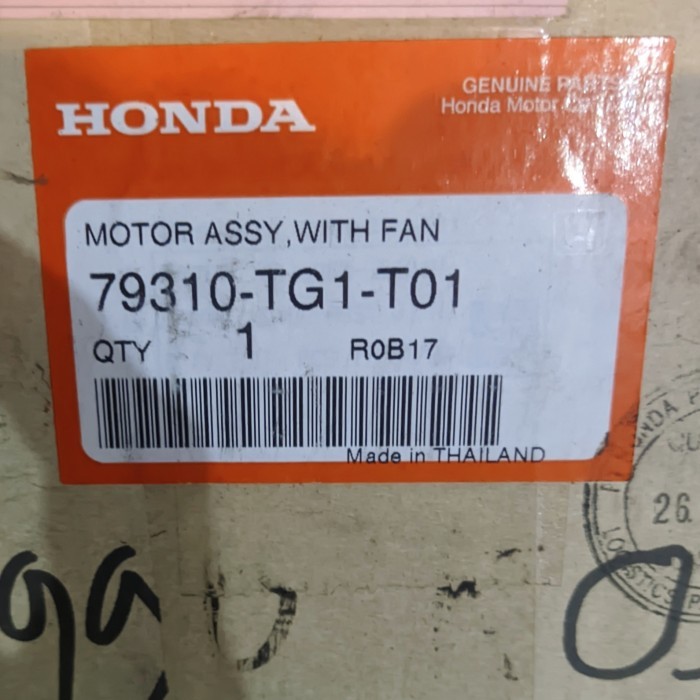 HONDA
GENUINE PARTS
Honda Motor
MOTOR ASSY,WITH FAN
79310-TG1-T01
QTY 1 R0B17
Made in THAILAND
26.